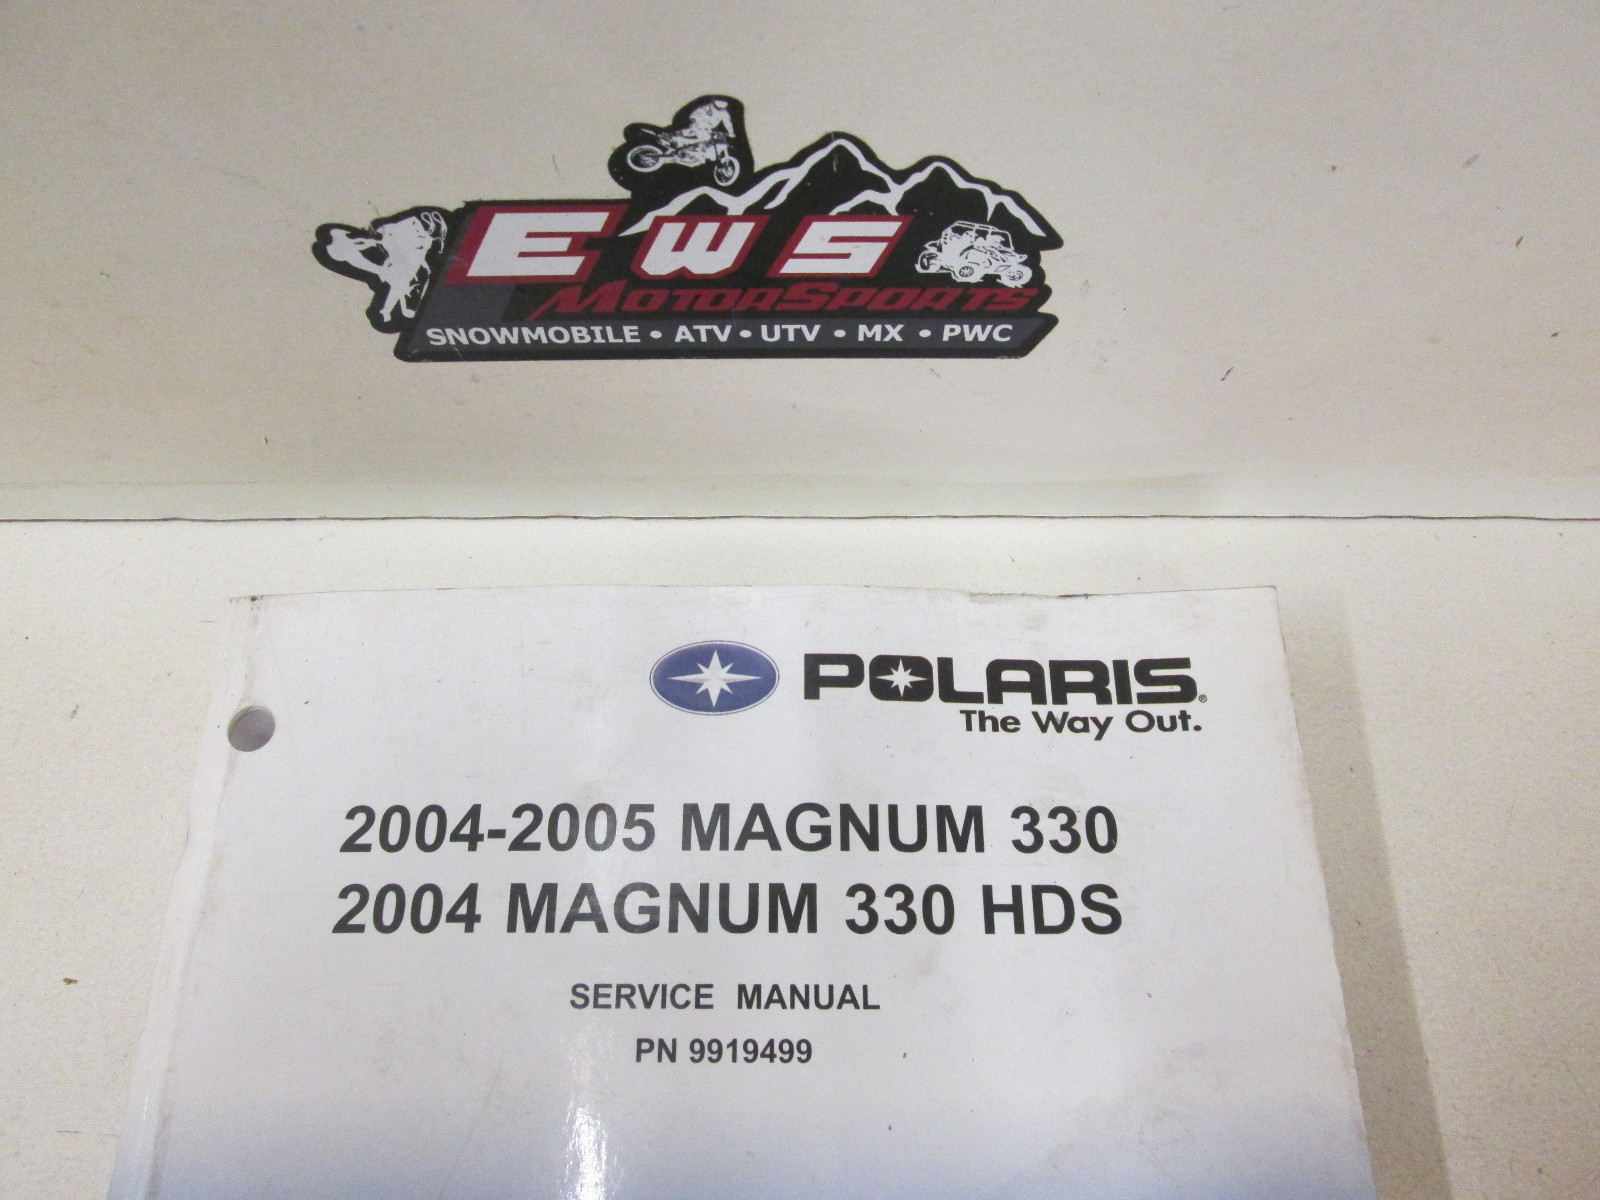 EWS
MOTORSPORTS
SNOWMOBILE • ATV • UTV • MX • PWC
POLARIS®
The Way Out.
2004-2005 MAGNUM 330
2004 MAGNUM 330 HDS
SERVICE MANUAL
PN 9919499